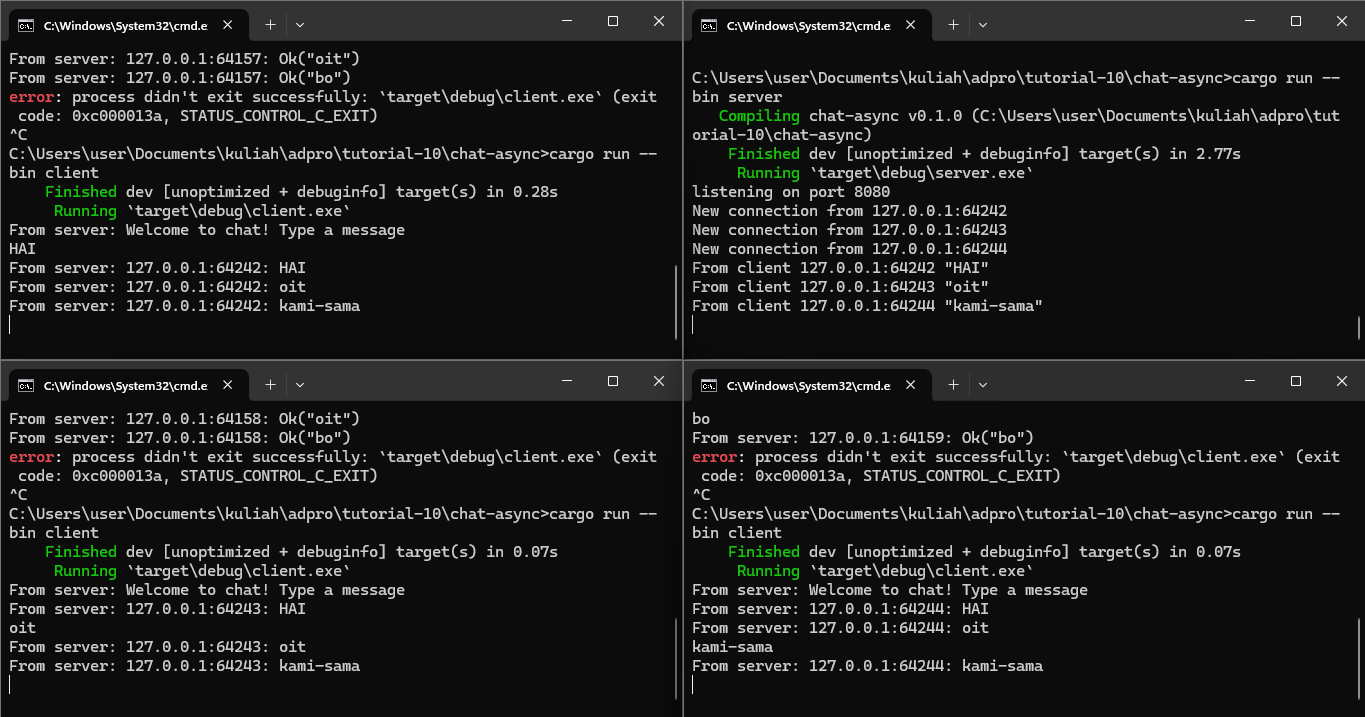 C:\Windows\System32\cmd.e
From server: 127.0.0.1:64157: Ok("oit")
From server: 127.0.0.1:64157: Ok("bo")
error: process didn't exit successfully: `target\debug\client.exe` (exit
 code: 0xc000013a, STATUS_CONTROL_C_EXIT)
^C
C:\Users\user\Documents\kuliah\adpro\tutorial-10\chat-async>cargo run --
bin client
    Finished dev [unoptimized + debuginfo] target(s) in 0.28s
     Running `target\debug\client.exe`
From server: Welcome to chat! Type a message
HAI
From server: 127.0.0.1:64242: HAI
From server: 127.0.0.1:64242: oit
From server: 127.0.0.1:64242: kami-sama
C:\Windows\System32\cmd.e
C:\Users\user\Documents\kuliah\adpro\tutorial-10\chat-async>cargo run --
bin server
   Compiling chat-async v0.1.0 (C:\Users\user\Documents\kuliah\adpro\tut
orial-10\chat-async)
    Finished dev [unoptimized + debuginfo] target(s) in 2.77s
     Running `target\debug\server.exe`
listening on port 8080
New connection from 127.0.0.1:64242
New connection from 127.0.0.1:64243
New connection from 127.0.0.1:64244
From client 127.0.0.1:64242 "HAI"
From client 127.0.0.1:64243 "oit"
From client 127.0.0.1:64244 "kami-sama"
C:\Windows\System32\cmd.e
From server: 127.0.0.1:64158: Ok("oit")
From server: 127.0.0.1:64158: Ok("bo")
error: process didn't exit successfully: `target\debug\client.exe` (exit
 code: 0xc000013a, STATUS_CONTROL_C_EXIT)
^C
C:\Users\user\Documents\kuliah\adpro\tutorial-10\chat-async>cargo run --
bin client
    Finished dev [unoptimized + debuginfo] target(s) in 0.07s
     Running `target\debug\client.exe`
From server: Welcome to chat! Type a message
From server: 127.0.0.1:64243: HAI
oit
From server: 127.0.0.1:64243: oit
From server: 127.0.0.1:64243: kami-sama
C:\Windows\System32\cmd.e
bo
From server: 127.0.0.1:64159: Ok("bo")
error: process didn't exit successfully: `target\debug\client.exe` (exit
 code: 0xc000013a, STATUS_CONTROL_C_EXIT)
^C
C:\Users\user\Documents\kuliah\adpro\tutorial-10\chat-async>cargo run --
bin client
    Finished dev [unoptimized + debuginfo] target(s) in 0.07s
     Running `target\debug\client.exe`
From server: Welcome to chat! Type a message
From server: 127.0.0.1:64244: HAI
From server: 127.0.0.1:64244: oit
kami-sama
From server: 127.0.0.1:64244: kami-sama